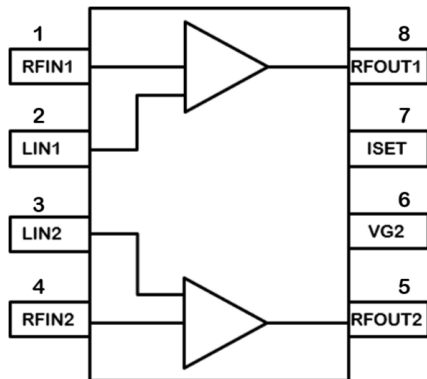 1
RFIN1
2
LIN1
3
LIN2
4
RFIN2
8
RFOUT1
7
ISET
6
VG2
5
RFOUT2